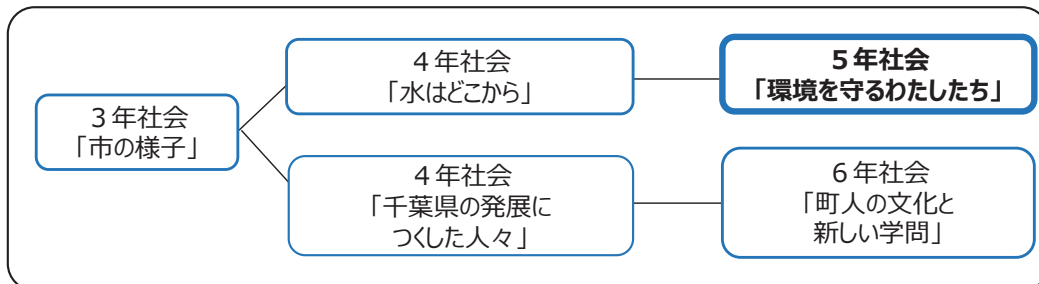 ３年社会
「市の様子」
４年社会
「水はどこから」
５年社会
「環境を守るわたしたち」
４年社会
「千葉県の発展に
つくした人々」
６年社会
「町人の文化と
新しい学問」